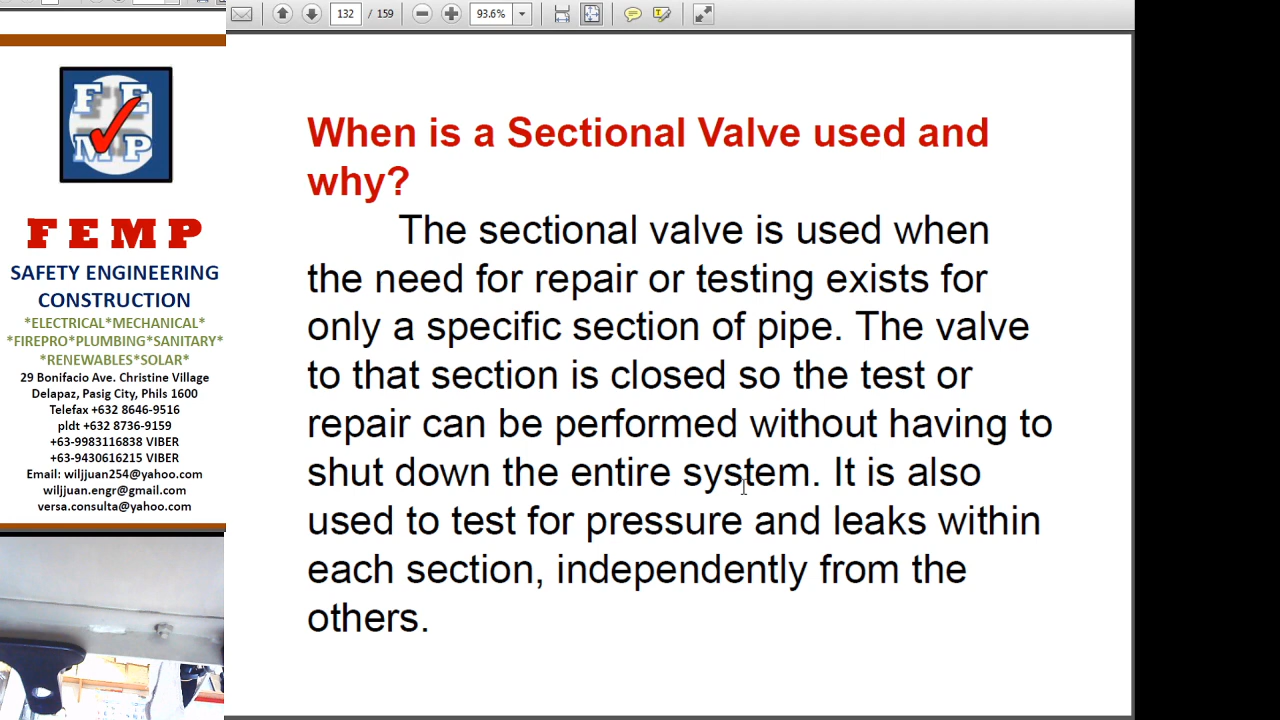 132 / 159
93.6%
F E
M P
F E M P
SAFETY ENGINEERING
CONSTRUCTION
*ELECTRICAL*MECHANICAL*
*FIREPRO*PLUMBING*SANITARY*
*RENEWABLES*SOLAR*
29 Bonifacio Ave. Christine Village
Delapaz, Pasig City, Phils 1600
Telefax +632 8646-9516
pldt +632 8736-9159
+63-9983116838 VIBER
+63-9430616215 VIBER
Email: wiljjuan254@yahoo.com
wiljjuan.engr@gmail.com
versa.consulta@yahoo.com
When is a Sectional Valve used and
why?
The sectional valve is used when
the need for repair or testing exists for
only a specific section of pipe. The valve
to that section is closed so the test or
repair can be performed without having to
shut down the entire system. It is also
used to test for pressure and leaks within
each section, independently from the
others.